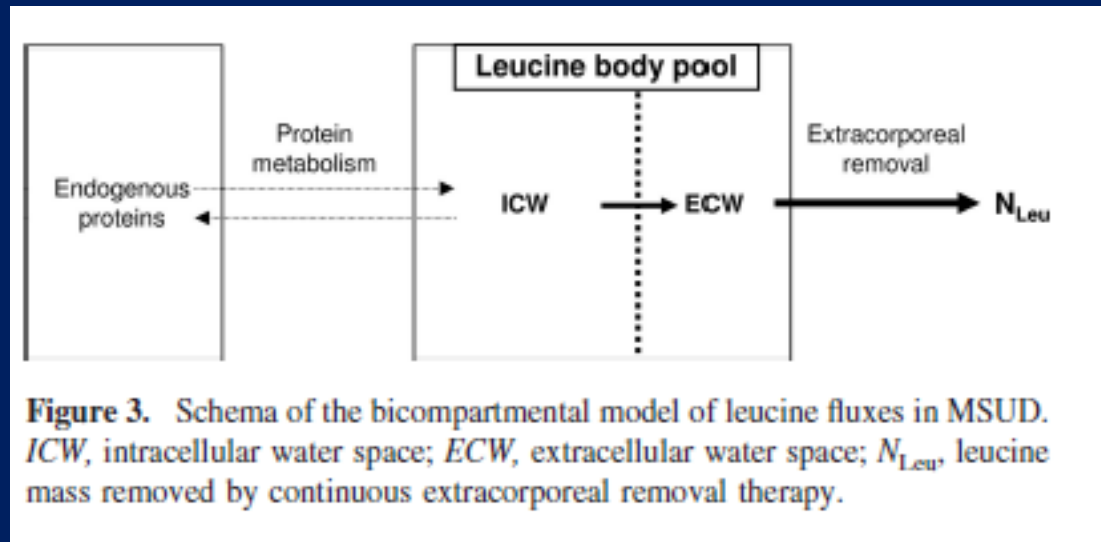 Leucine body pool
Protein
metabolism
Extracorporeal
removal
Endogenous
proteins
ICW
ECW
N_Leu
Figure 3. Schema of the bicompartmental model of leucine fluxes in MSUD.
ICW, intracellular water space; ECW, extracellular water space; N_Leu, leucine
mass removed by continuous extracorporeal removal therapy.